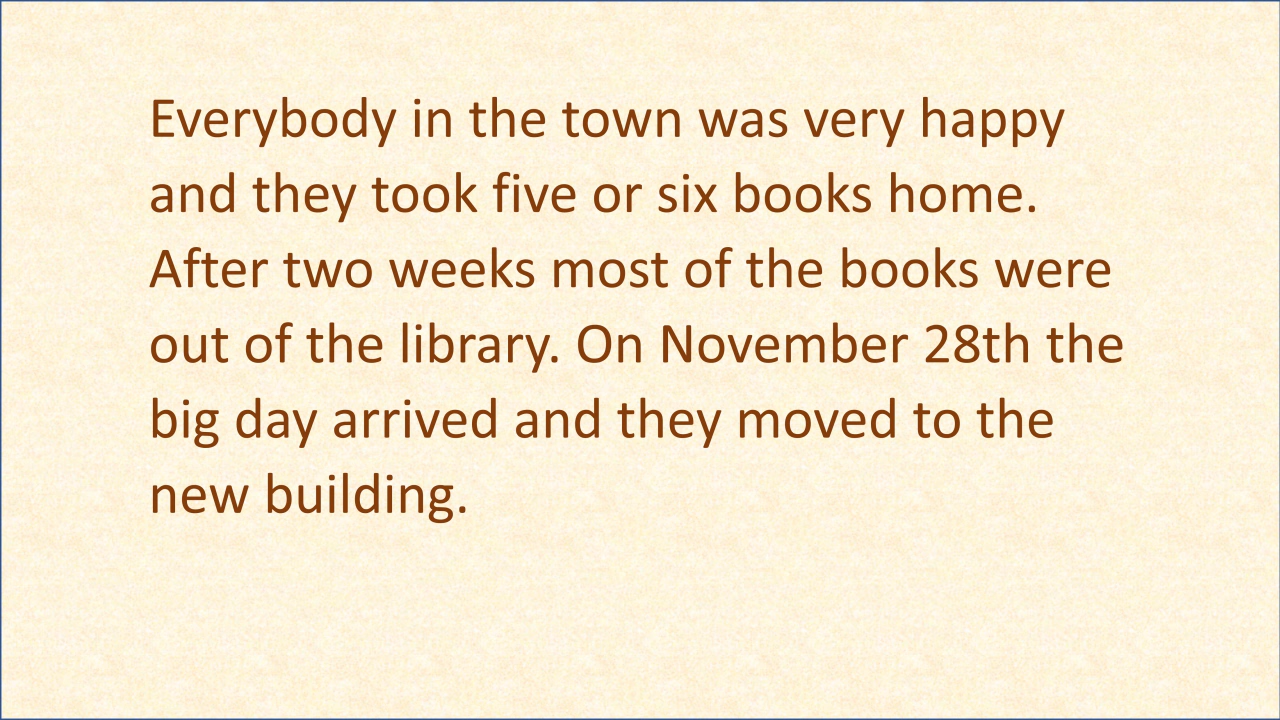 Everybody in the town was very happy
and they took five or six books home.
After two weeks most of the books were
out of the library. On November 28th the
big day arrived and they moved to the
new building.